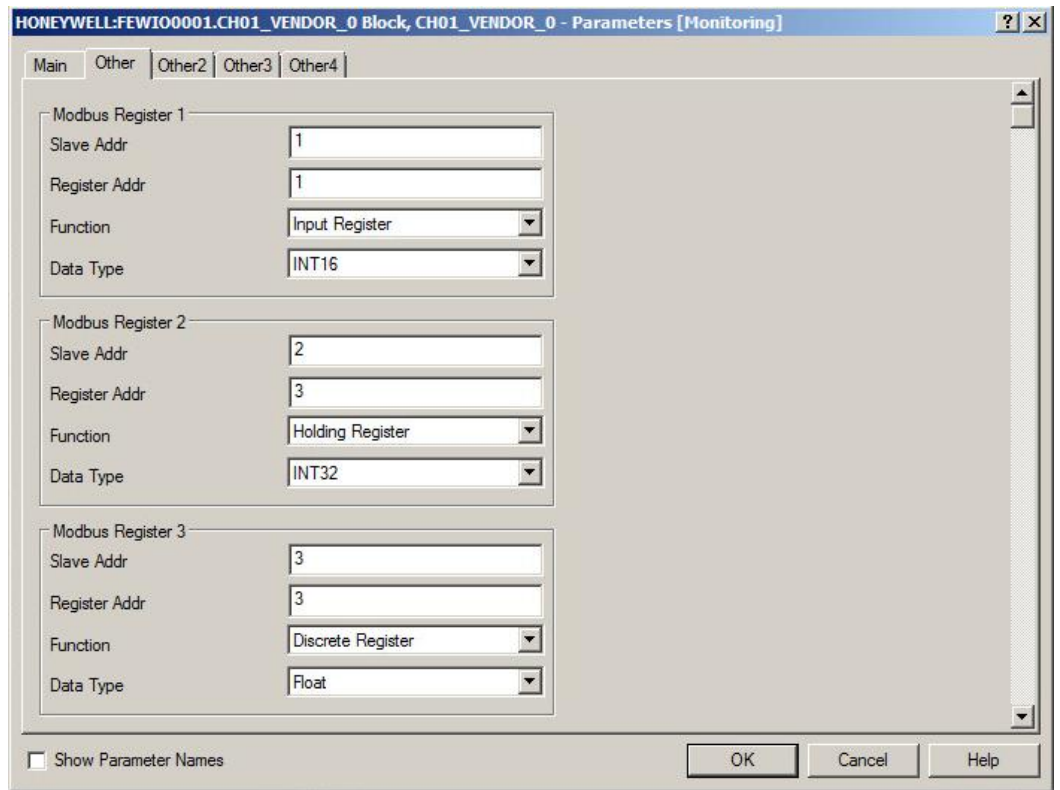 HONEYWELL:FEWIO0001.CH01_VENDOR_0 Block, CH01_VENDOR_0 - Parameters [Monitoring]
Main Other Other2 Other3 Other4
Modbus Register 1
Slave Addr 1
Register Addr 1
Function Input Register
Data Type INT16
Modbus Register 2
Slave Addr 2
Register Addr 3
Function Holding Register
Data Type INT32
Modbus Register 3
Slave Addr 3
Register Addr 3
Function Discrete Register
Data Type Float
Show Parameter Names OK Cancel Help